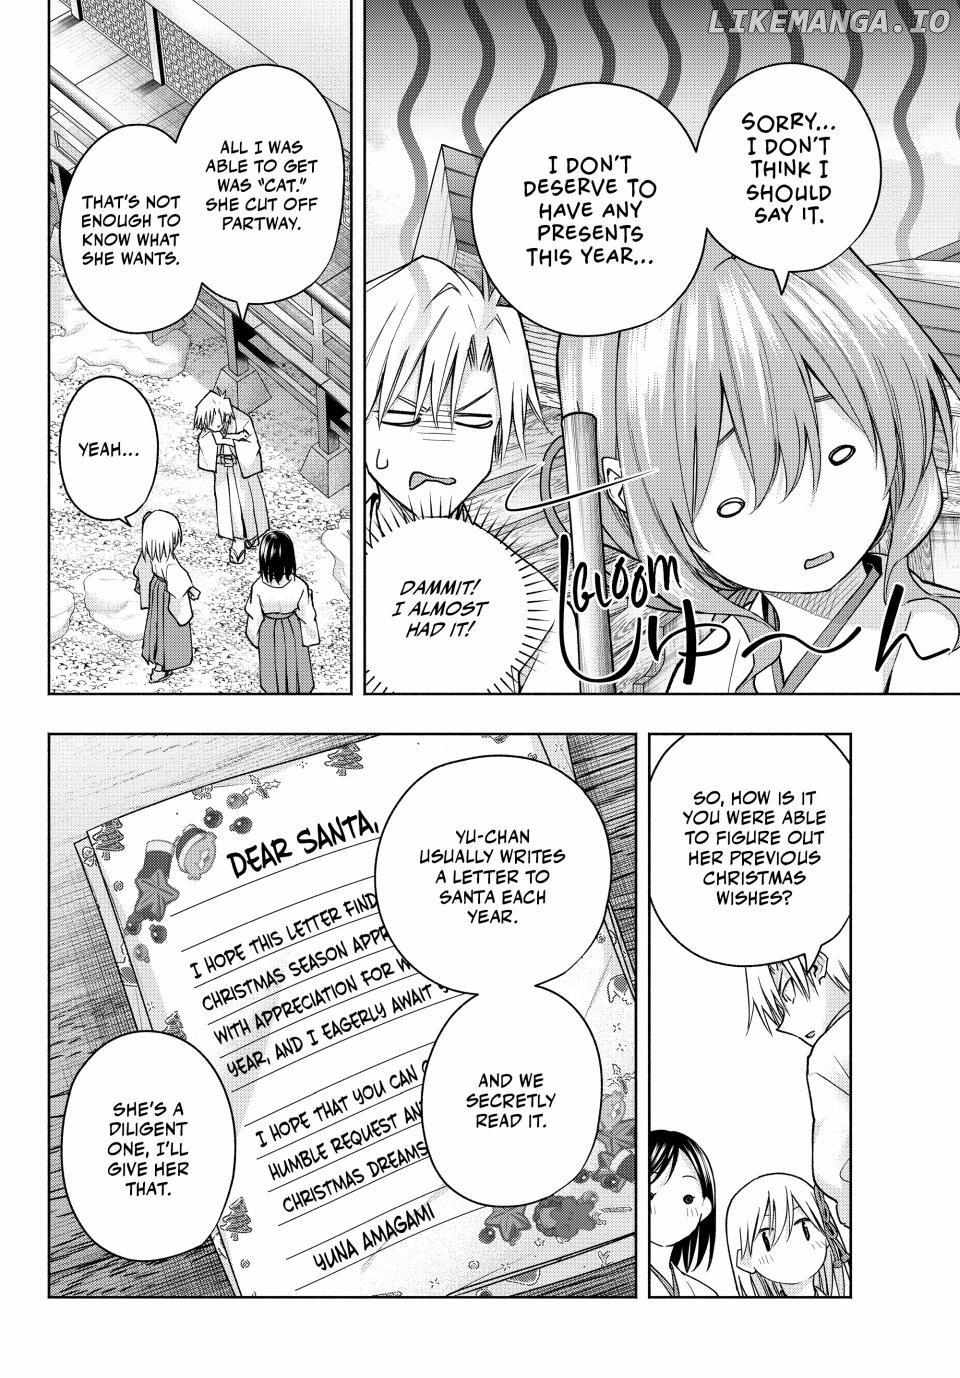 LIKEMANGA.IO
SORRY...
I DON'T
THINK I
SHOULD
SAY IT.
I DON'T
DESERVE TO
HAVE ANY
PRESENTS
THIS YEAR...
DAMMIT!
I ALMOST
HAD IT!
GLOOM
しゅ〜ん
ALL I WAS
ABLE TO GET
WAS "CAT."
SHE CUT OFF
PARTWAY.
THAT'S NOT
ENOUGH TO
KNOW WHAT
SHE WANTS.
YEAH...
SO, HOW IS IT
YOU WERE ABLE
TO FIGURE OUT
HER PREVIOUS
CHRISTMAS
WISHES?
YU-CHAN
USUALLY WRITES
A LETTER TO
SANTA EACH
YEAR.
AND WE
SECRETLY
READ IT.
DEAR SANTA,
I HOPE THIS LETTER FIND
CHRISTMAS SEASON APPR
WITH APPRECIATION FOR
YEAR, AND I EAGERLY AWAIT
I HOPE THAT YOU CAN
HUMBLE REQUEST AND
CHRISTMAS DREAMS
YUNA AMAGAMI
SHE'S A
DILIGENT
ONE, I'LL
GIVE HER
THAT.